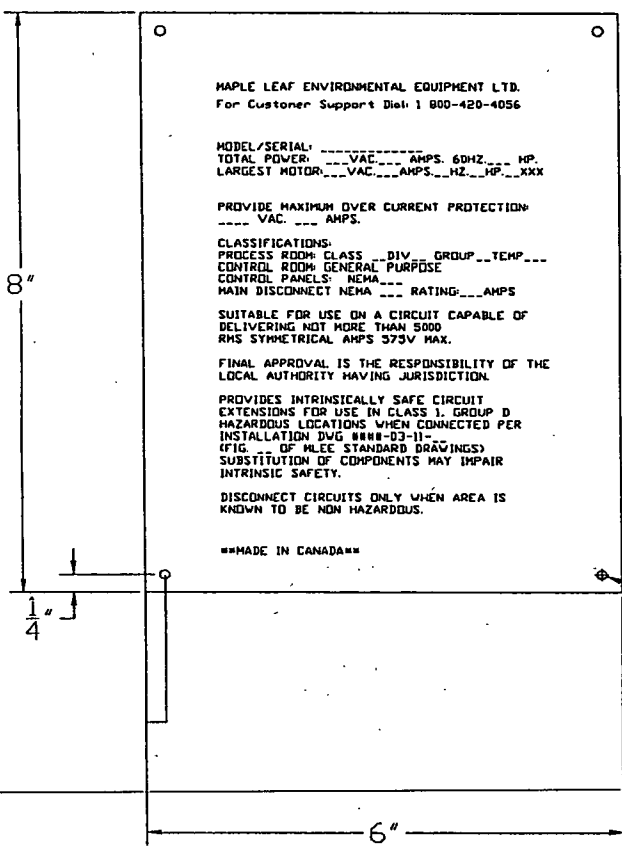 MAPLE LEAF ENVIRONMENTAL EQUIPMENT LTD.
For Customer Support Dial: 1 800-420-4056
MODEL/SERIAL: _____________
TOTAL POWER: ___VAC.___ AMPS. 60HZ.___ HP.
LARGEST MOTOR:___VAC.___AMPS.__HZ.__HP.__XXX
PROVIDE MAXIMUM OVER CURRENT PROTECTION:
____ VAC. ___ AMPS.
CLASSIFICATIONS:
PROCESS ROOM: CLASS __DIV__ GROUP__TEMP___
CONTROL ROOM: GENERAL PURPOSE
CONTROL PANELS: NEMA___
MAIN DISCONNECT NEMA ___ RATING:___AMPS
8"
SUITABLE FOR USE ON A CIRCUIT CAPABLE OF
DELIVERING NOT MORE THAN 5000
RMS SYMMETRICAL AMPS 575V MAX.
FINAL APPROVAL IS THE RESPONSIBILITY OF THE
LOCAL AUTHORITY HAVING JURISDICTION.
PROVIDES INTRINSICALLY SAFE CIRCUIT
EXTENSIONS FOR USE IN CLASS 1. GROUP D
HAZARDOUS LOCATIONS WHEN CONNECTED PER
INSTALLATION DWG ####-03-11-__
(FIG. __ OF MLEE STANDARD DRAWINGS)
SUBSTITUTION OF COMPONENTS MAY IMPAIR
INTRINSIC SAFETY.
DISCONNECT CIRCUITS ONLY WHEN AREA IS
KNOWN TO BE NON HAZARDOUS.
**MADE IN CANADA**
1/4"
6"